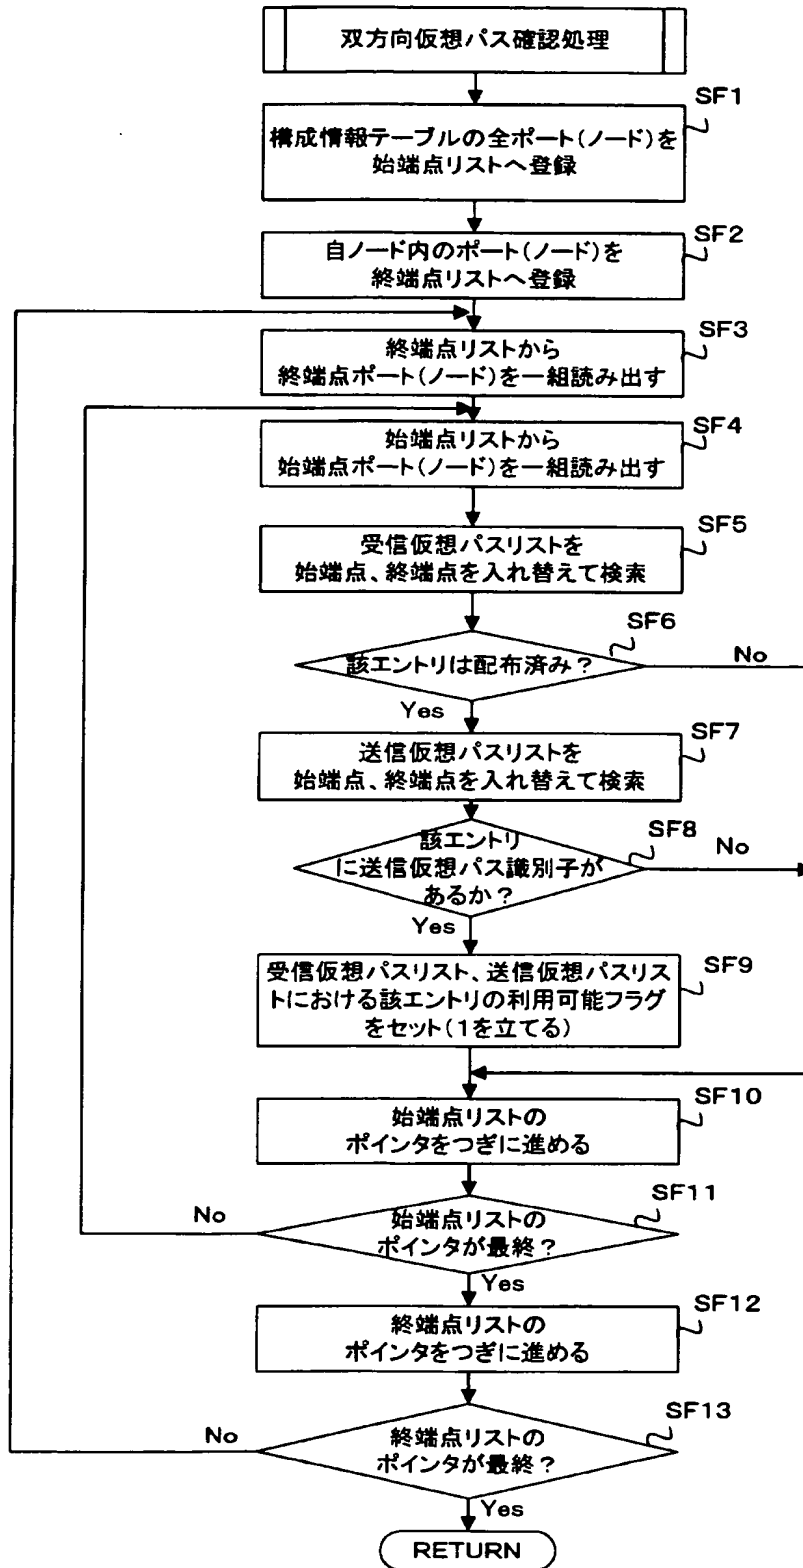 双方向仮想パス確認処理
SF1
構成情報テーブルの全ポート(ノード)を
始端点リストへ登録
SF2
自ノード内のポート(ノード)を
終端点リストへ登録
SF3
終端点リストから
終端点ポート(ノード)を一組読み出す
SF4
始端点リストから
始端点ポート(ノード)を一組読み出す
SF5
受信仮想パスリストを
始端点、終端点を入れ替えて検索
SF6
該エントリは配布済み?
No
Yes
SF7
送信仮想パスリストを
始端点、終端点を入れ替えて検索
SF8
該エントリ
に送信仮想パス識別子が
あるか?
No
Yes
SF9
受信仮想パスリスト、送信仮想パスリス
トにおける該エントリの利用可能フラグ
をセット(1を立てる)
SF10
始端点リストの
ポインタをつぎに進める
SF11
始端点リストの
ポインタが最終?
No
Yes
SF12
終端点リストの
ポインタをつぎに進める
SF13
終端点リストの
ポインタが最終?
No
Yes
RETURN